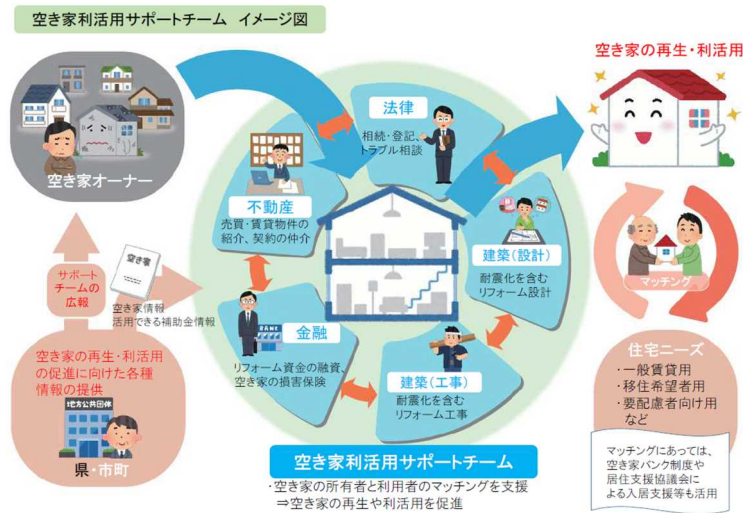 空き家利活用サポートチーム　イメージ図
空き家オーナー
サポート
チームの
広報
空き家
空き家情報
活用できる補助金情報
空き家の再生・利活用
の促進に向けた各種
情報の提供
地方公共団体
県・市町
法律
相続・登記、
トラブル相談
不動産
売買・賃貸物件の
紹介、契約の仲介
建築(設計)
耐震化を含む
リフォーム設計
金融
BANK
リフォーム資金の融資、
空き家の損害保険
建築(工事)
耐震化を含む
リフォーム工事
空き家利活用サポートチーム
・空き家の所有者と利用者のマッチングを支援
⇒空き家の再生や利活用を促進
空き家の再生・利活用
マッチング
住宅ニーズ
・一般賃貸用
・移住希望者用
・要配慮者向け用
など
マッチングにあっては、
空き家バンク制度や
居住支援協議会に
よる入居支援等も活用